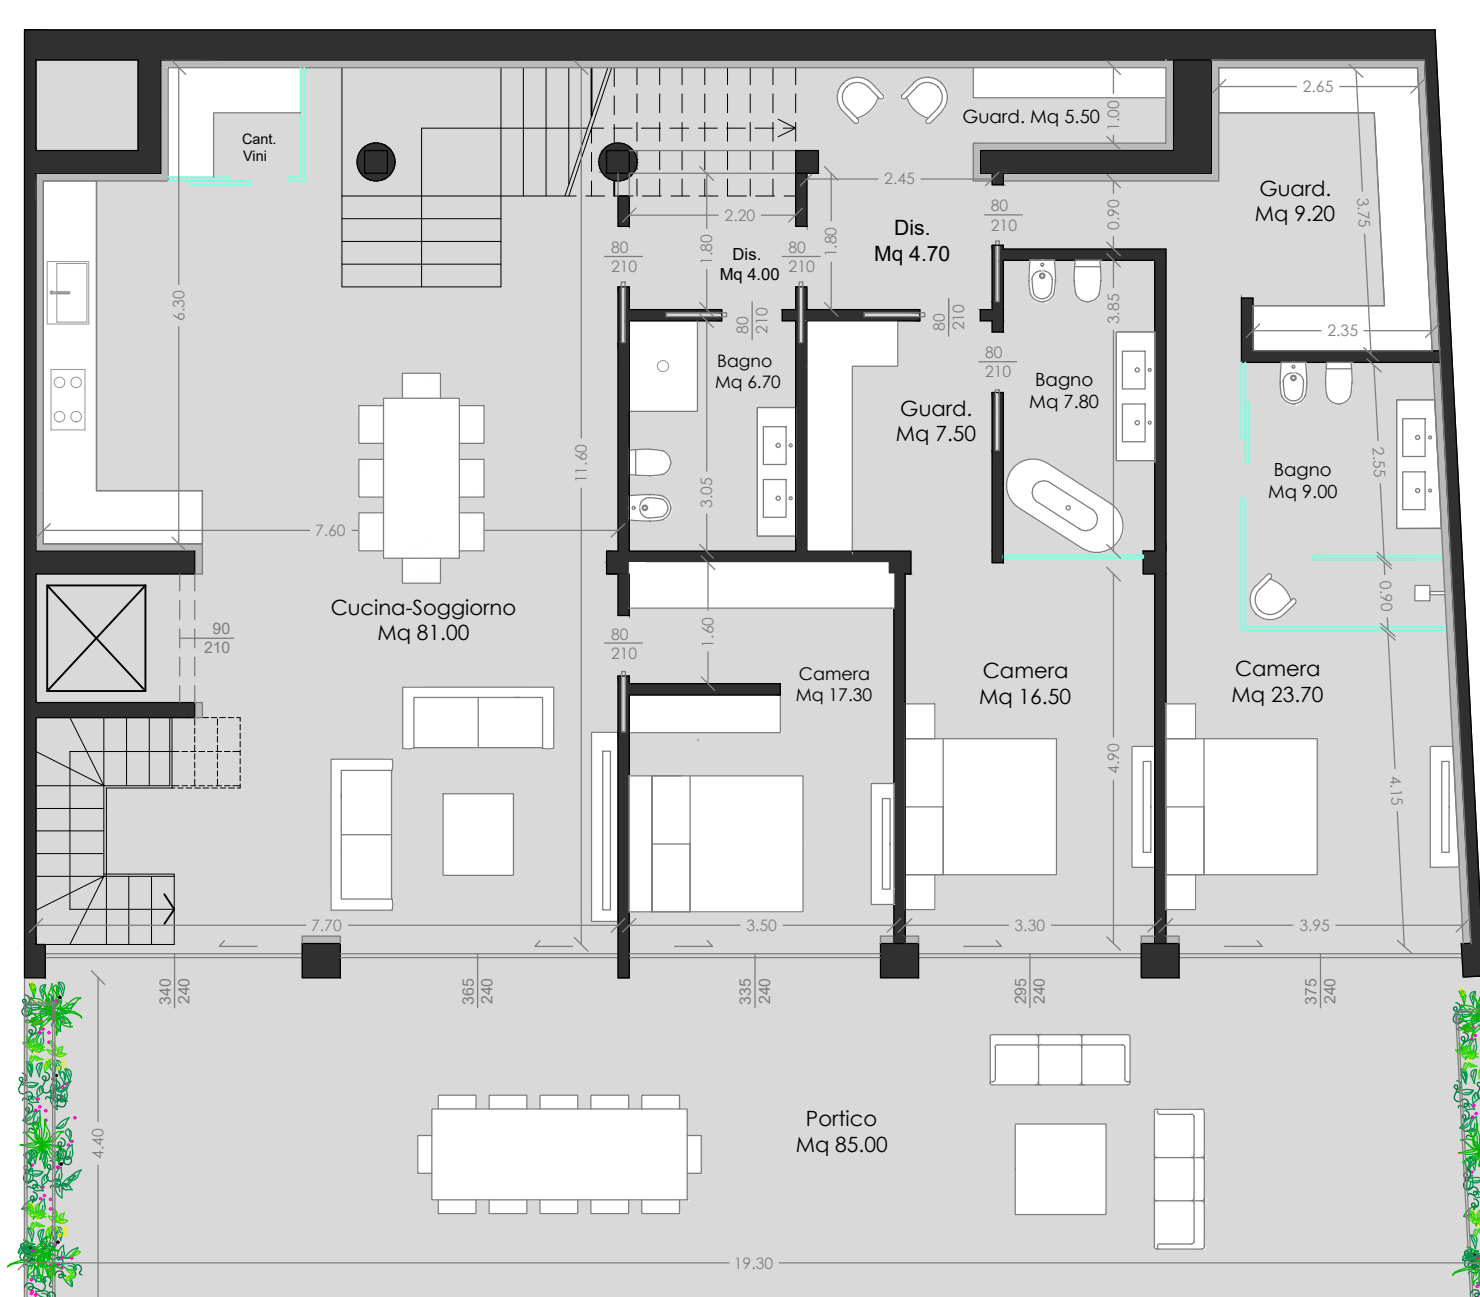 2.65
Guard. Mq 5.50
1.00
Cant.
Vini
Guard.
Mq 9.20
3.75
2.45
80
210
0.90
2.20
1.80
1.80
Dis.
Mq 4.70
80
210
Dis.
Mq 4.00
80
210
6.30
3.85
80
210
80
210
2.35
Bagno
Mq 6.70
80
210
Bagno
Mq 7.80
Guard.
Mq 7.50
11.60
3.05
2.55
Bagno
Mq 9.00
7.60
Cucina-Soggiorno
Mq 81.00
90
210
80
210
1.60
0.90
Camera
Mq 17.30
Camera
Mq 16.50
Camera
Mq 23.70
4.90
4.15
7.70
3.50
3.30
3.95
340
240
365
240
335
240
295
240
375
240
4.40
Portico
Mq 85.00
19.30